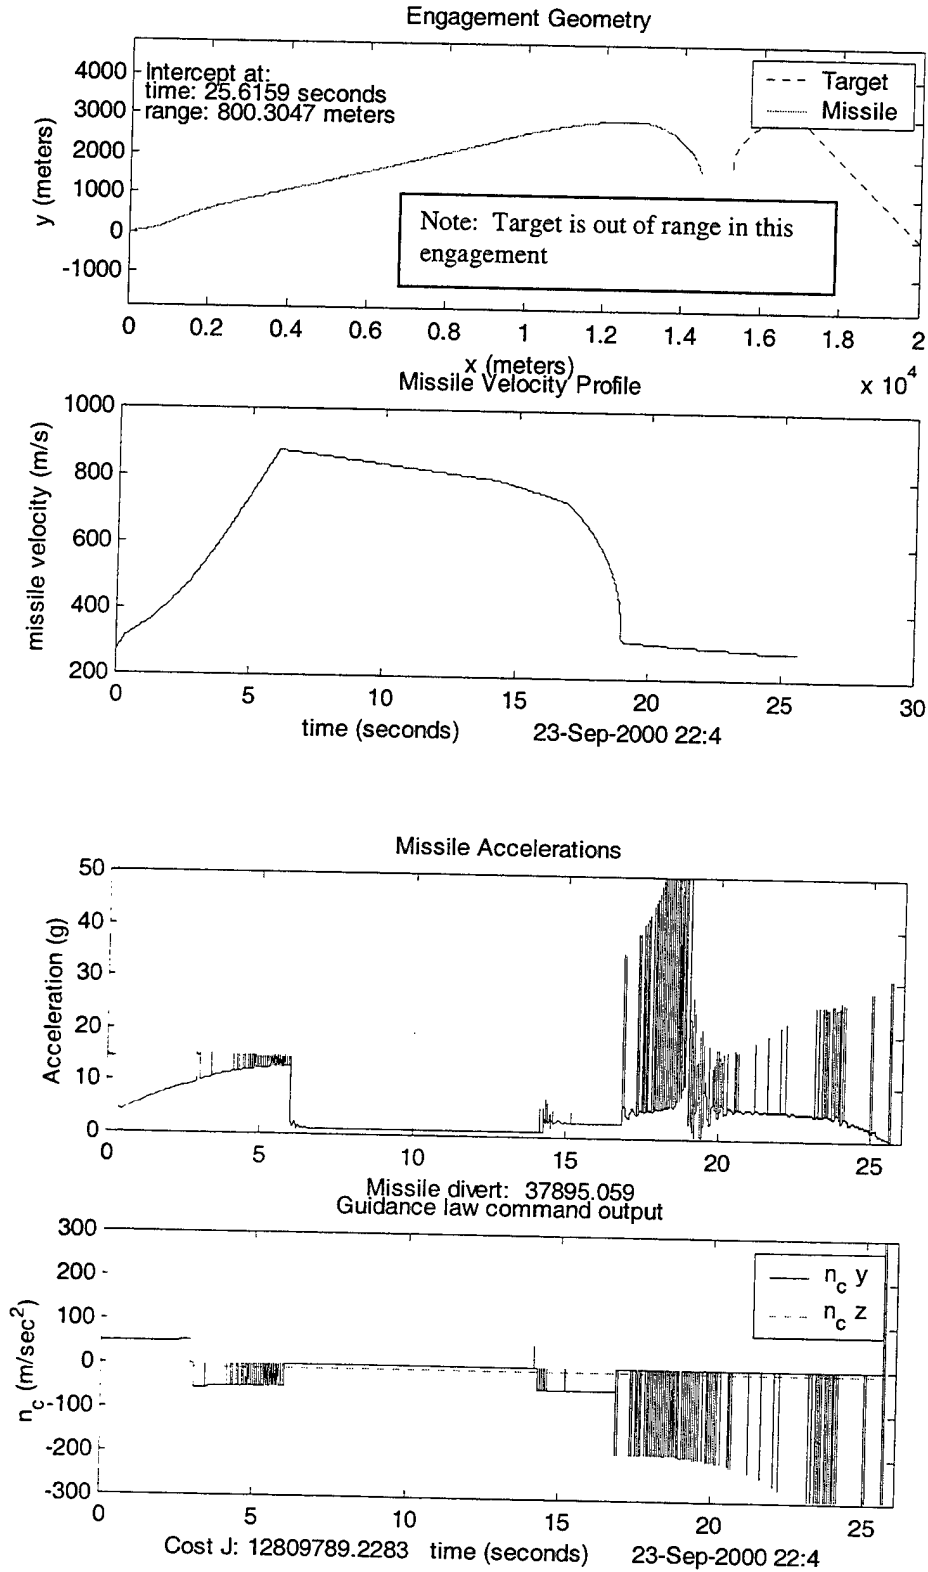 Engagement Geometry
4000
3000
2000
1000
0
-1000
y (meters)
Intercept at:
time: 25.6159 seconds
range: 800.3047 meters
Target
Missile
Note: Target is out of range in this
engagement
0 0.2 0.4 0.6 0.8 1 1.2 1.4 1.6 1.8 2
x (meters)
x 10^4
Missile Velocity Profile
1000
800
600
400
200
missile velocity (m/s)
0 5 10 15 20 25 30
time (seconds) 23-Sep-2000 22:4
Missile Accelerations
50
40
30
20
10
0
Acceleration (g)
0 5 10 15 20 25
Missile divert: 37895.059
Guidance law command output
300
200
100
0
-100
-200
-300
n_c (m/sec^2)
n_c y
n_c z
0 5 10 15 20 25
Cost J: 12809789.2283 time (seconds) 23-Sep-2000 22:4